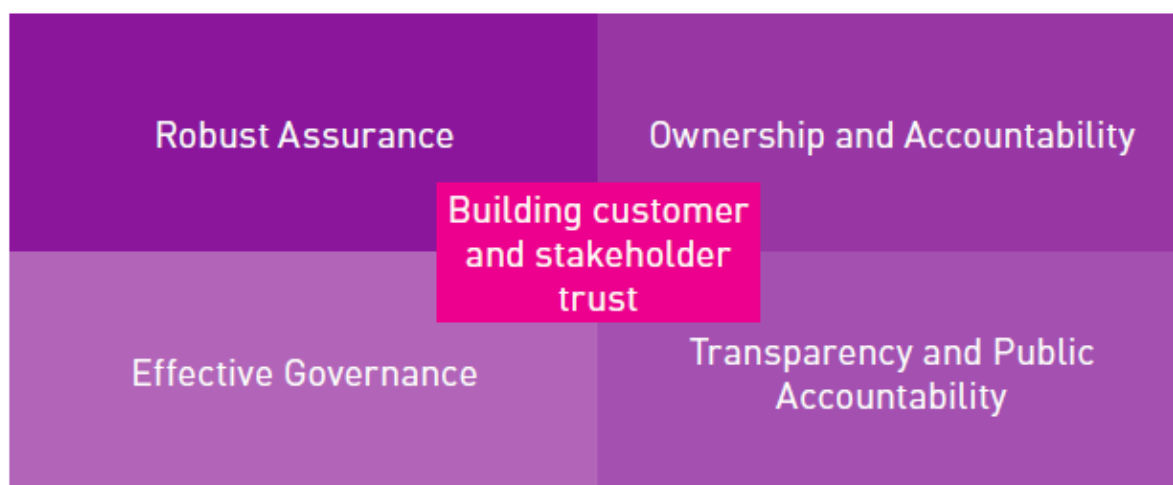 Robust Assurance
Ownership and Accountability
Building customer
and stakeholder
trust
Effective Governance
Transparency and Public
Accountability